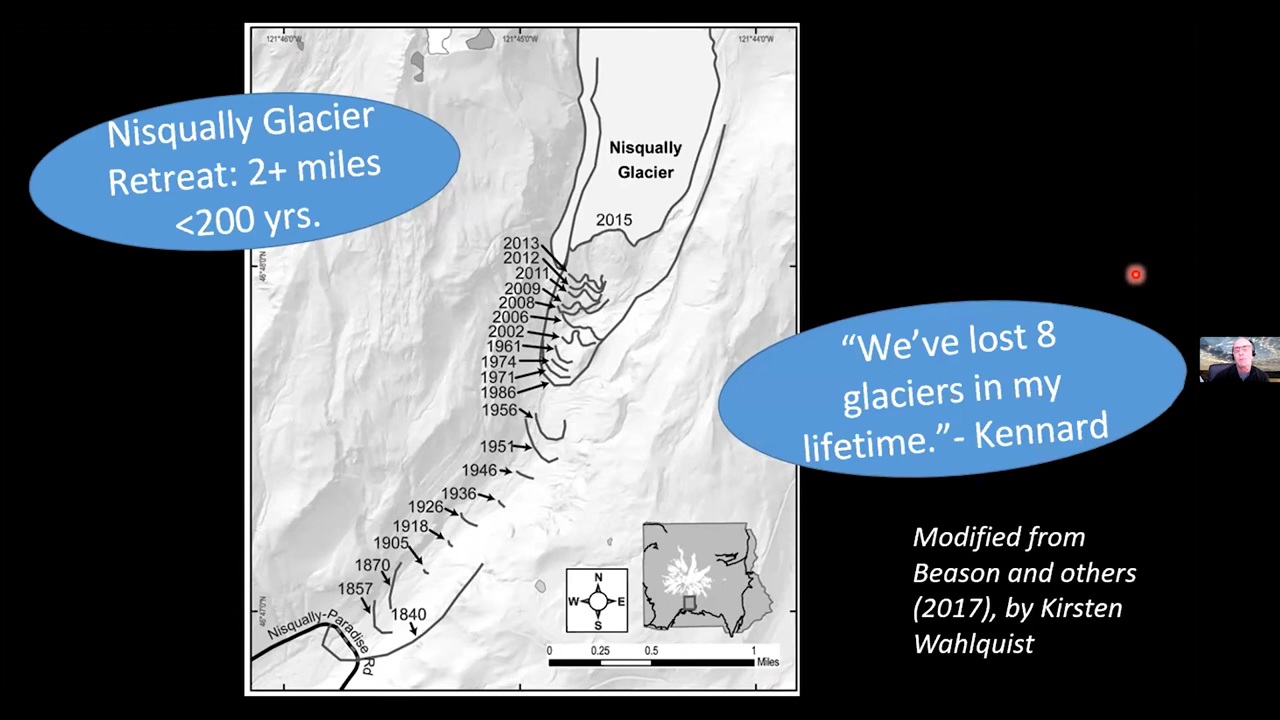 121°46'0"W
121°45'0"W
121°44'0"W
Nisqually Glacier
Retreat: 2+ miles
<200 yrs.
Nisqually
Glacier
2015
2013
2012
2011
2009
2008
2006
2002
1961
1974
1971
1986
1956
1951
1946
1936
1926
1918
1905
1870
1857
1840
Nisqually-Paradise Rd
46°47'0"N
N
W E
S
0 0.25 0.5 1
Miles
“We’ve lost 8
glaciers in my
lifetime.”- Kennard
Modified from
Beason and others
(2017), by Kirsten
Wahlquist